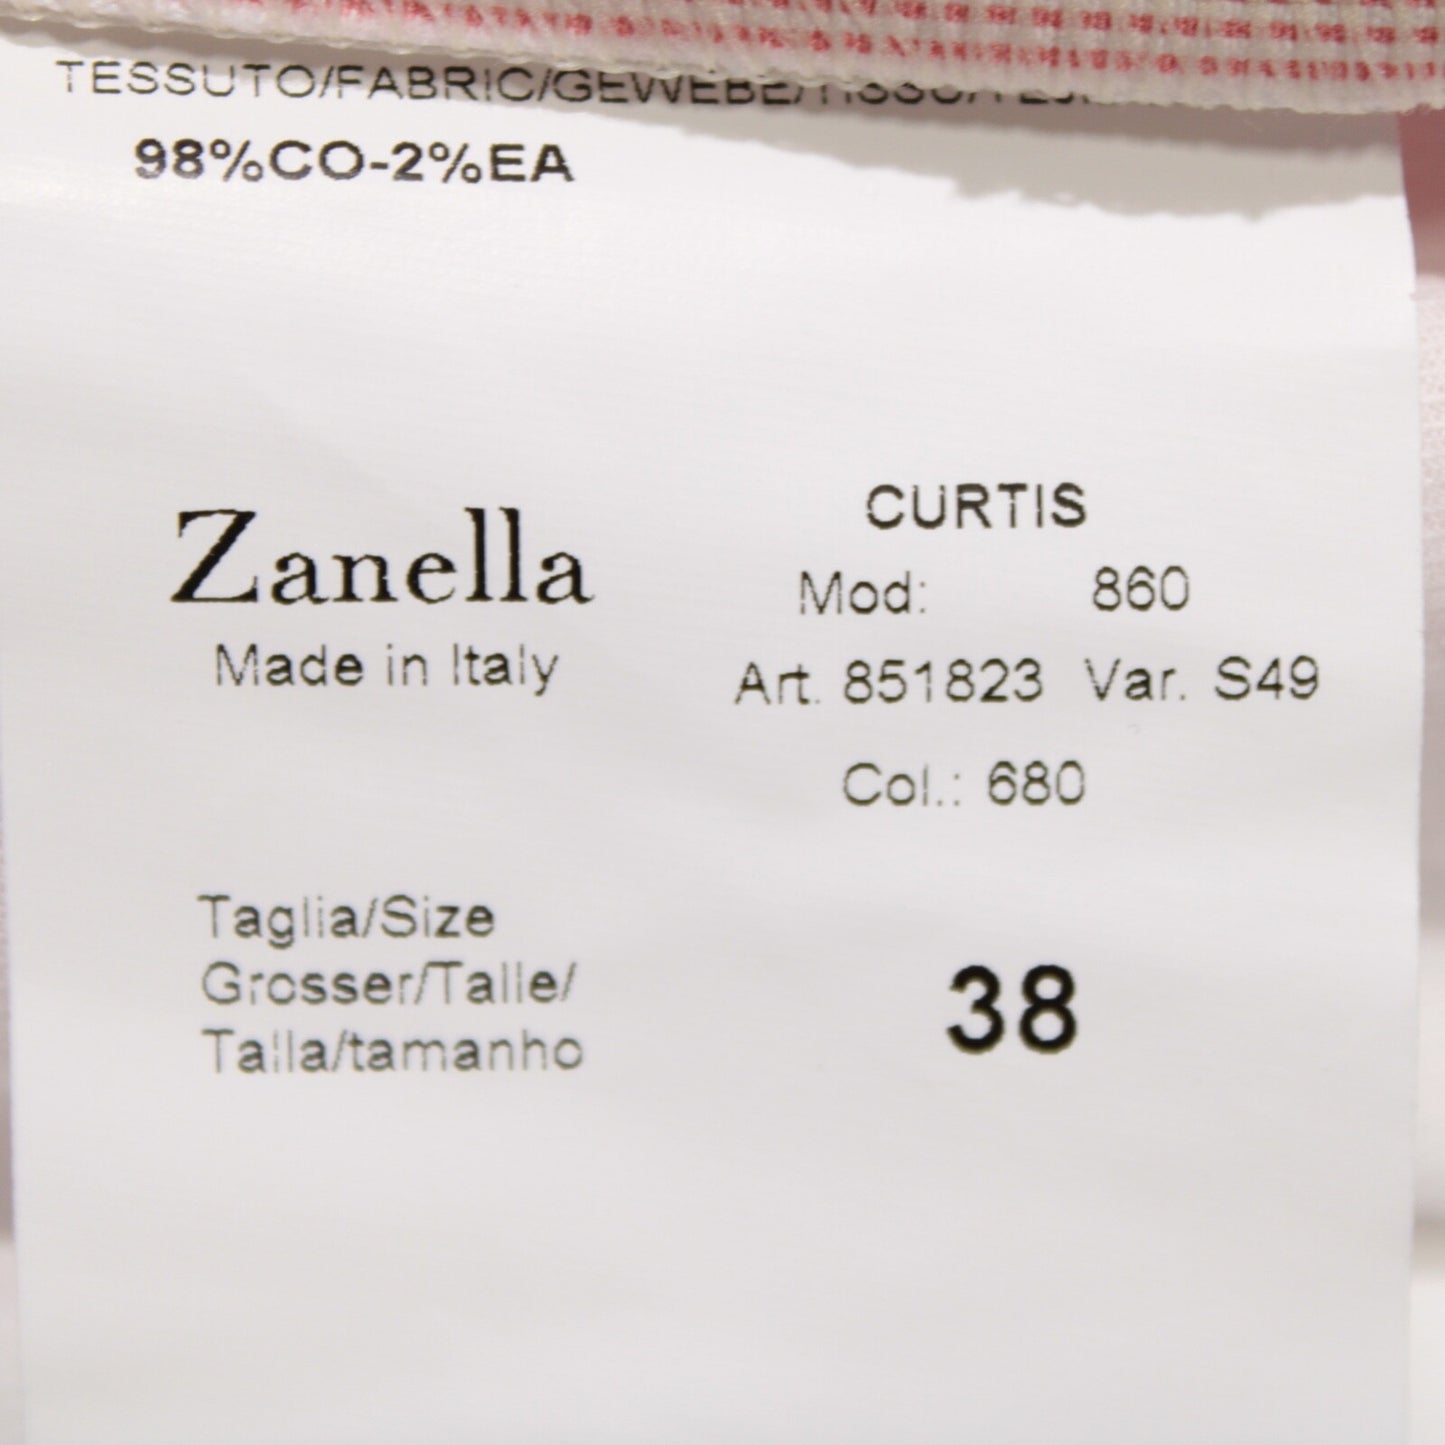 TESSUTO/FABRIC/GEWEBE/TISSU/
98%CO-2%EA
Zanella
Made in Italy
CURTIS
Mod: 860
Art. 851823 Var. S49
Col.: 680
Taglia/Size
Grosser/Talle/
Talla/tamanho
38